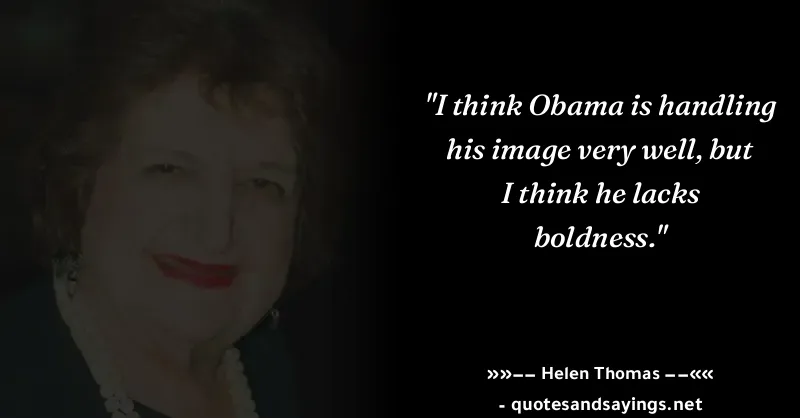 "I think Obama is handling
his image very well, but
I think he lacks
boldness."
»»–– Helen Thomas ––««
- quotesandsayings.net